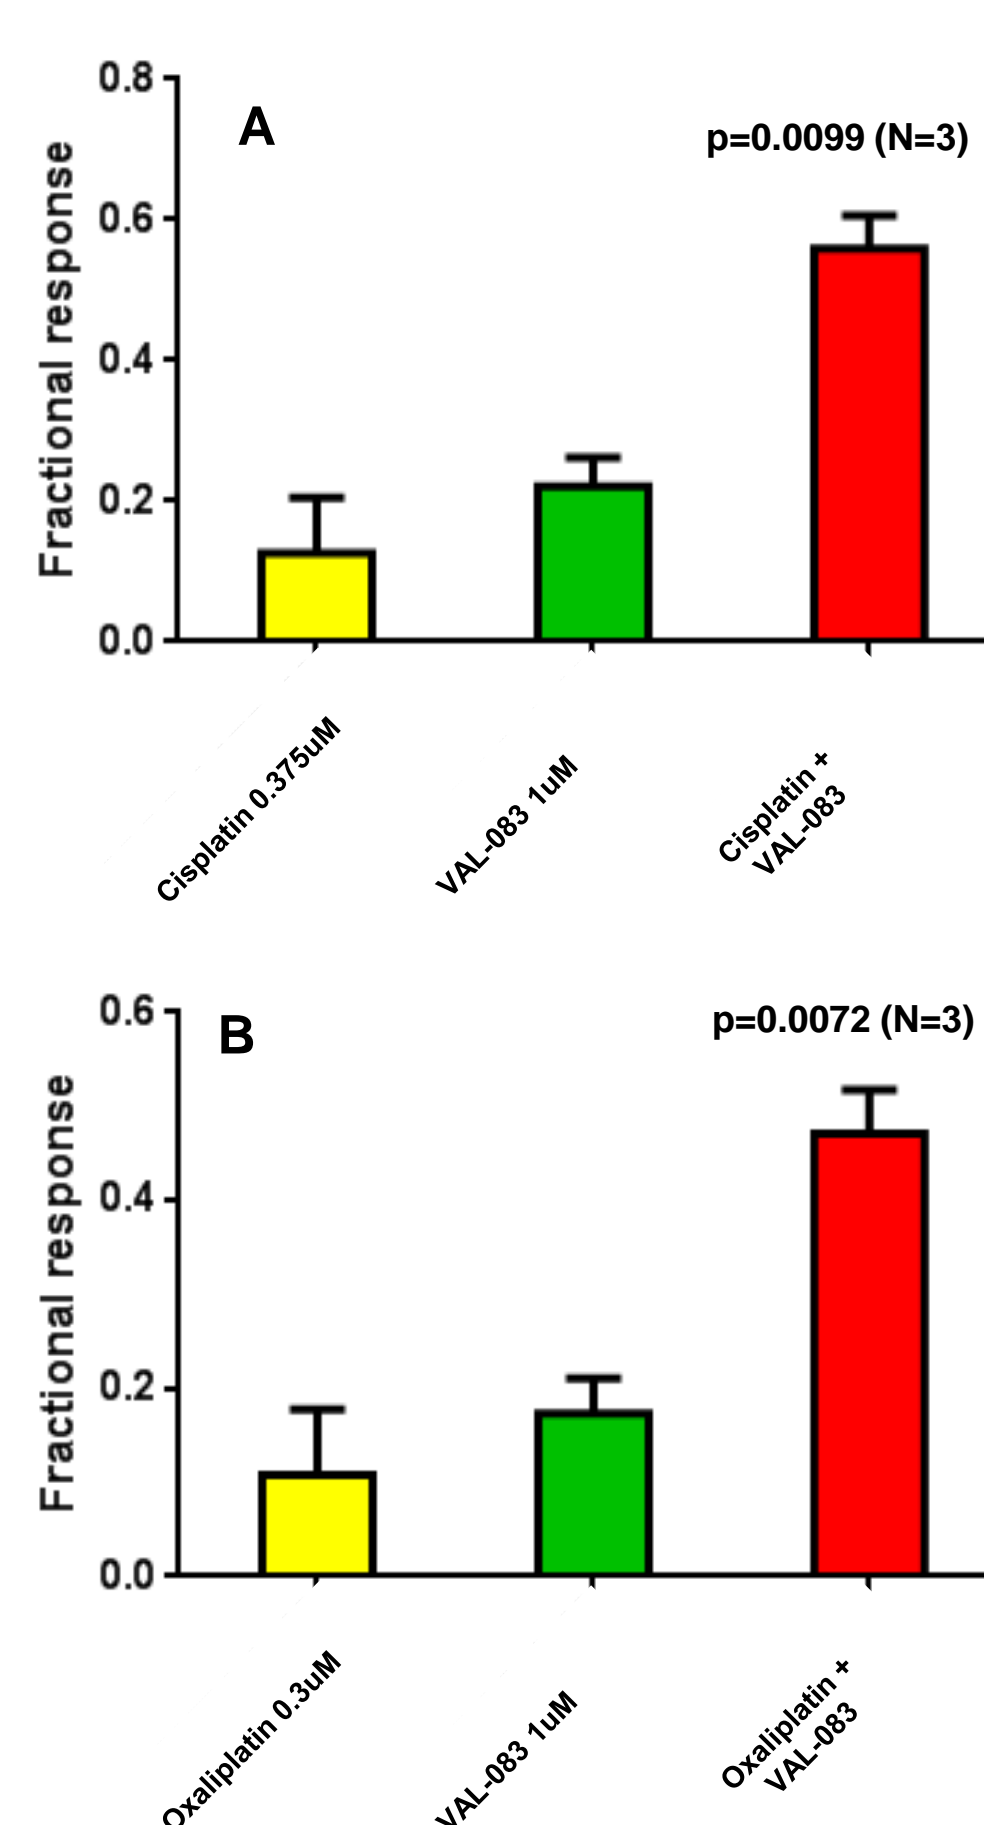 A
p=0.0099 (N=3)
Fractional response
0.8
0.6
0.4
0.2
0.0
Cisplatin 0.375uM
VAL-083 1uM
Cisplatin +
VAL-083
B
p=0.0072 (N=3)
Fractional response
0.6
0.4
0.2
0.0
Oxaliplatin 0.3uM
VAL-083 1uM
Oxaliplatin +
VAL-083